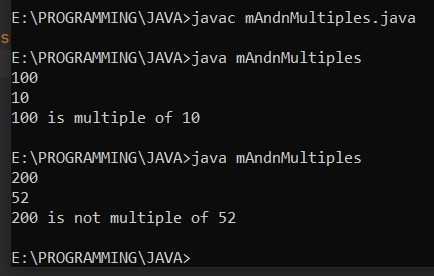 E:\PROGRAMMING\JAVA>javac mAndnMultiples.java
s
E:\PROGRAMMING\JAVA>java mAndnMultiples
100
10
100 is multiple of 10
E:\PROGRAMMING\JAVA>java mAndnMultiples
200
52
200 is not multiple of 52
E:\PROGRAMMING\JAVA>